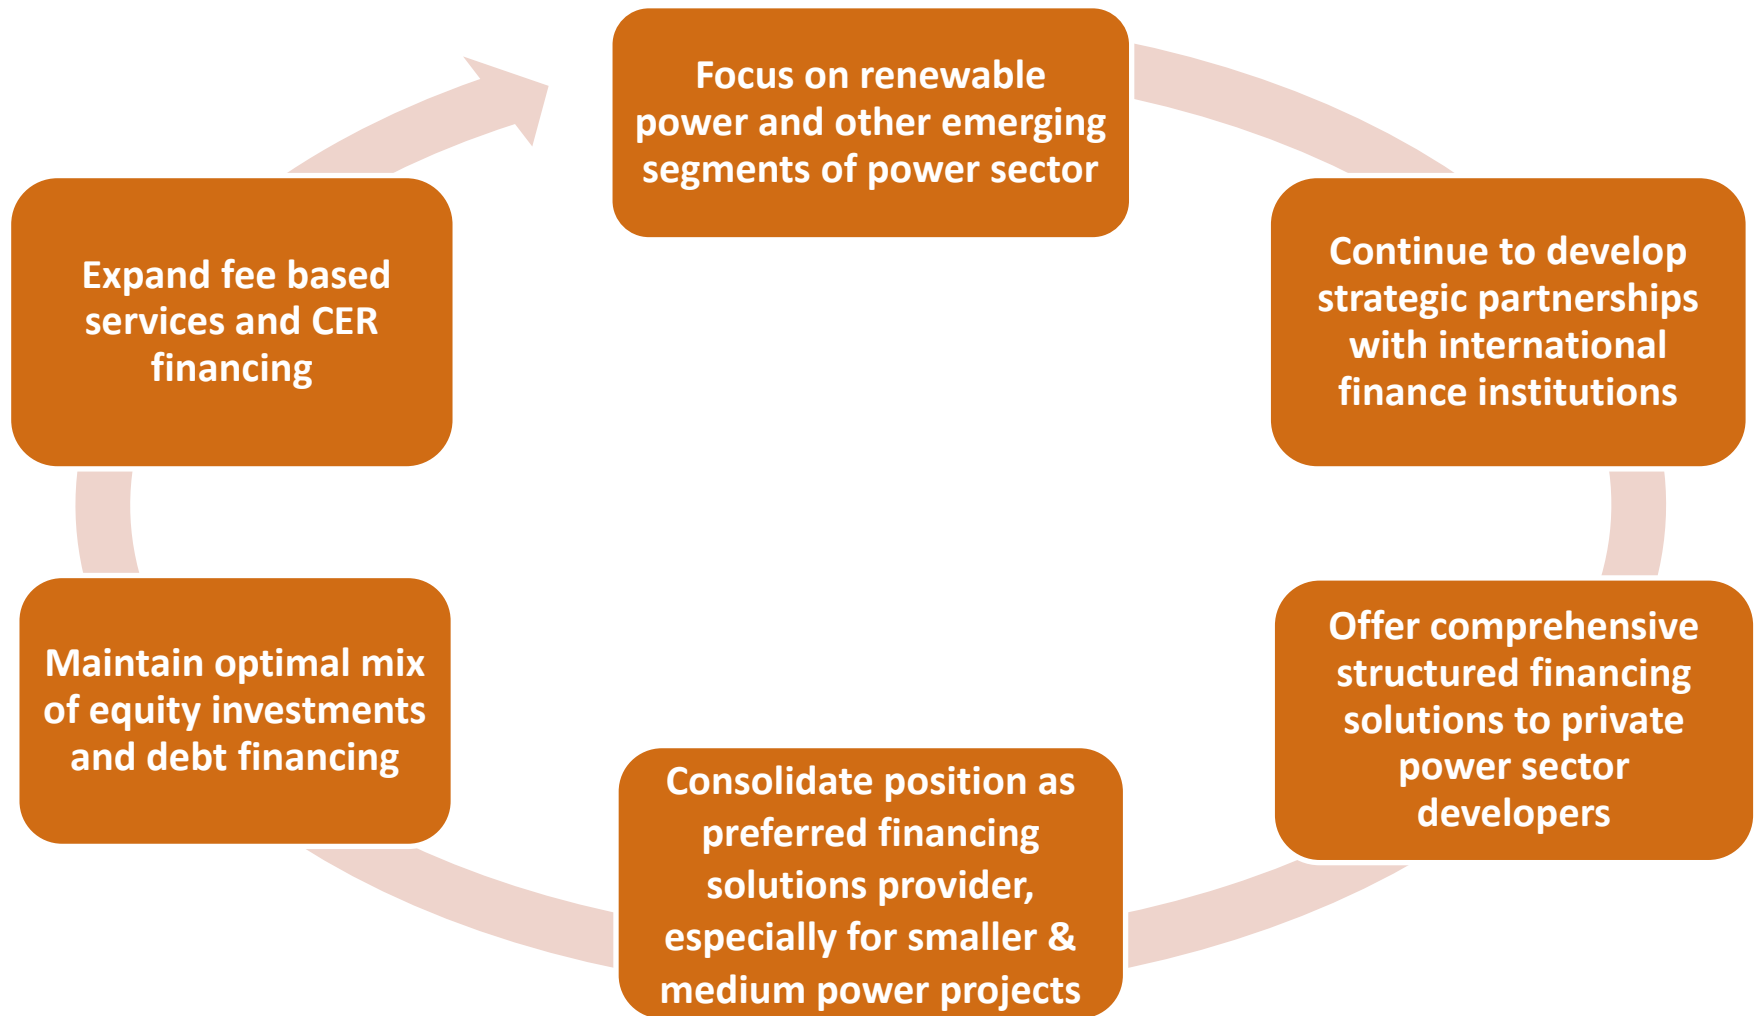 Focus on renewable
power and other emerging
segments of power sector
Continue to develop
strategic partnerships
with international
finance institutions
Offer comprehensive
structured financing
solutions to private
power sector
developers
Consolidate position as
preferred financing
solutions provider,
especially for smaller &
medium power projects
Maintain optimal mix
of equity investments
and debt financing
Expand fee based
services and CER
financing